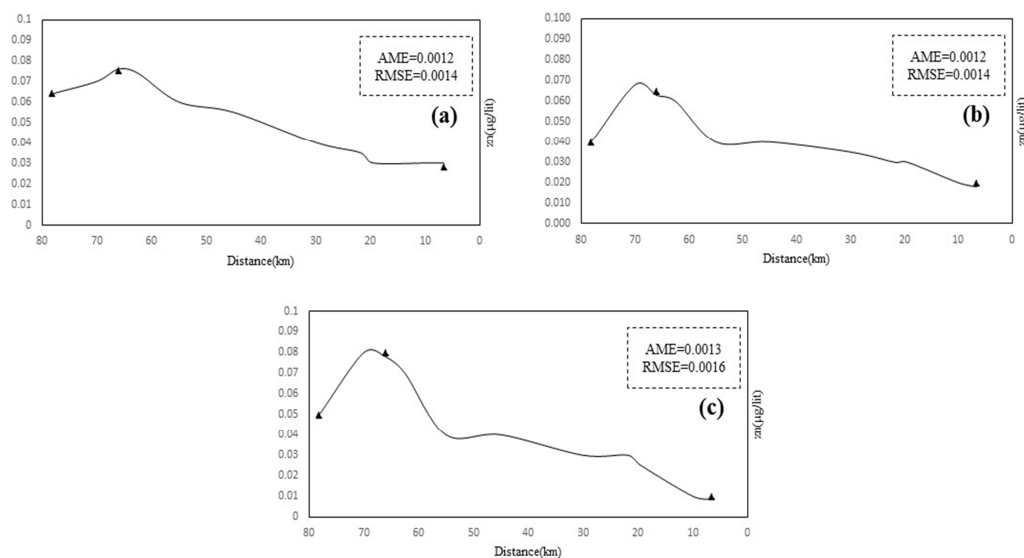 0.1
0.09
0.08
0.07
0.06
0.05
0.04
0.03
0.02
0.01
0
80 70 60 50 40 30 20 10 0
Distance(km)
AME=0.0012
RMSE=0.0014
(a)
zn(µg/lit)
0.100
0.090
0.080
0.070
0.060
0.050
0.040
0.030
0.020
0.010
0.000
80 70 60 50 40 30 20 10 0
Distance(km)
AME=0.0012
RMSE=0.0014
(b)
zn(µg/lit)
0.1
0.09
0.08
0.07
0.06
0.05
0.04
0.03
0.02
0.01
0
80 70 60 50 40 30 20 10 0
Distance(km)
AME=0.0013
RMSE=0.0016
(c)
zn(µg/lit)